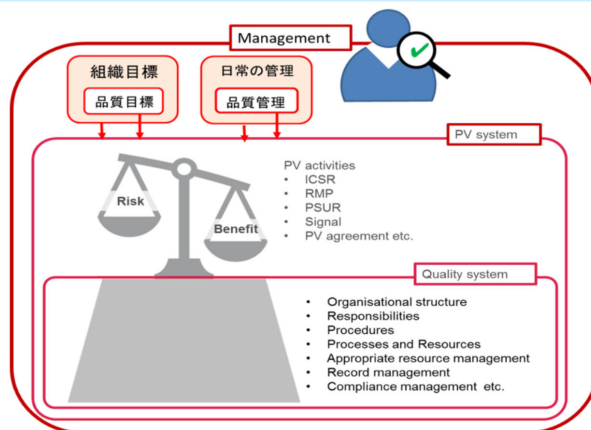 Management
組織目標
品質目標
日常の管理
品質管理
PV system
PV activities
• ICSR
• RMP
• PSUR
• Signal
• PV agreement etc.
Risk
Benefit
Quality system
• Organisational structure
• Responsibilities
• Procedures
• Processes and Resources
• Appropriate resource management
• Record management
• Compliance management etc.